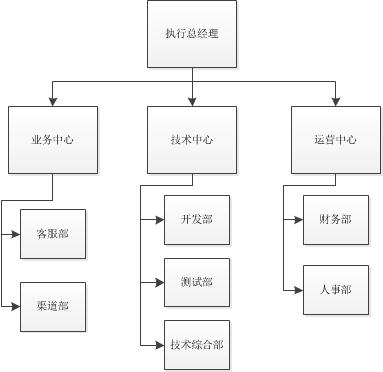 执行总经理
业务中心
技术中心
运营中心
客服部
开发部
财务部
测试部
渠道部
人事部
技术综合部